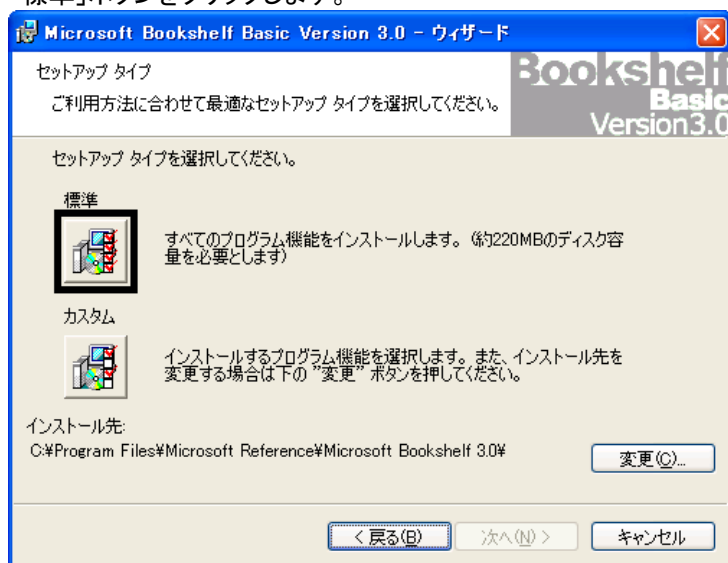 標準」ボタンをクリックします。
Microsoft Bookshelf Basic Version 3.0 - ウィザード
セットアップ タイプ
ご利用方法に合わせて最適なセットアップ タイプを選択してください。
Bookshelf
Basic
Version3.0
セットアップ タイプを選択してください。
標準
すべてのプログラム機能をインストールします。 (約220MBのディスク容
量を必要とします)
カスタム
インストールするプログラム機能を選択します。また、インストール先を
変更する場合は下の "変更" ボタンを押してください。
インストール先:
C:¥Program Files¥Microsoft Reference¥Microsoft Bookshelf 3.0¥
変更(C)...
< 戻る(B)
次へ(N) >
キャンセル